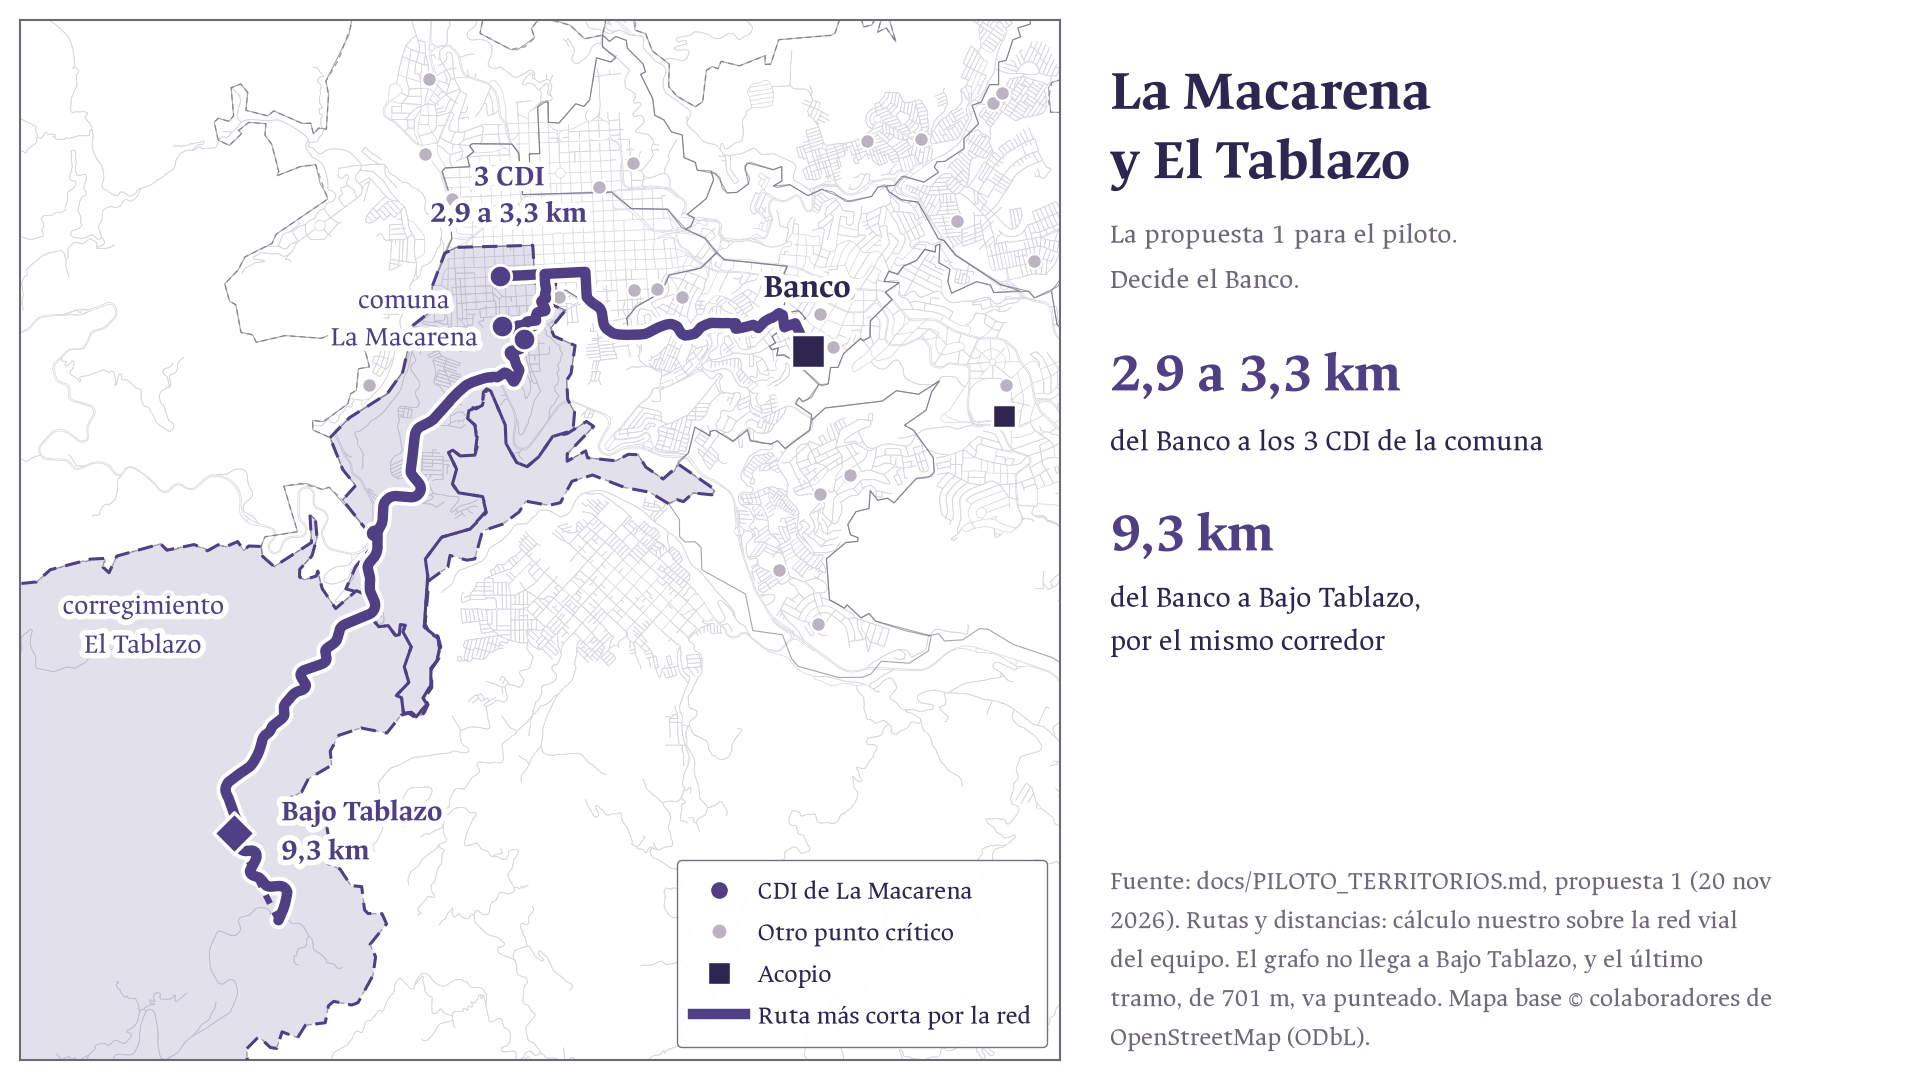 3 CDI
2,9 a 3,3 km
Banco
comuna
La Macarena
corregimiento
El Tablazo
Bajo Tablazo
9,3 km
CDI de La Macarena
Otro punto crítico
Acopio
Ruta más corta por la red
La Macarena
y El Tablazo
La propuesta 1 para el piloto.
Decide el Banco.
2,9 a 3,3 km
del Banco a los 3 CDI de la comuna
9,3 km
del Banco a Bajo Tablazo,
por el mismo corredor
Fuente: docs/PILOTO_TERRITORIOS.md, propuesta 1 (20 nov
2026). Rutas y distancias: cálculo nuestro sobre la red vial
del equipo. El grafo no llega a Bajo Tablazo, y el último
tramo, de 701 m, va punteado. Mapa base © colaboradores de
OpenStreetMap (ODbL).